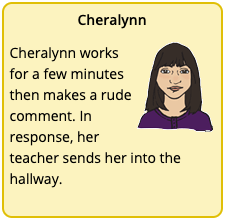 Cheralynn
Cheralynn works
for a few minutes
then makes a rude
comment. In
response, her
teacher sends her into the
hallway.